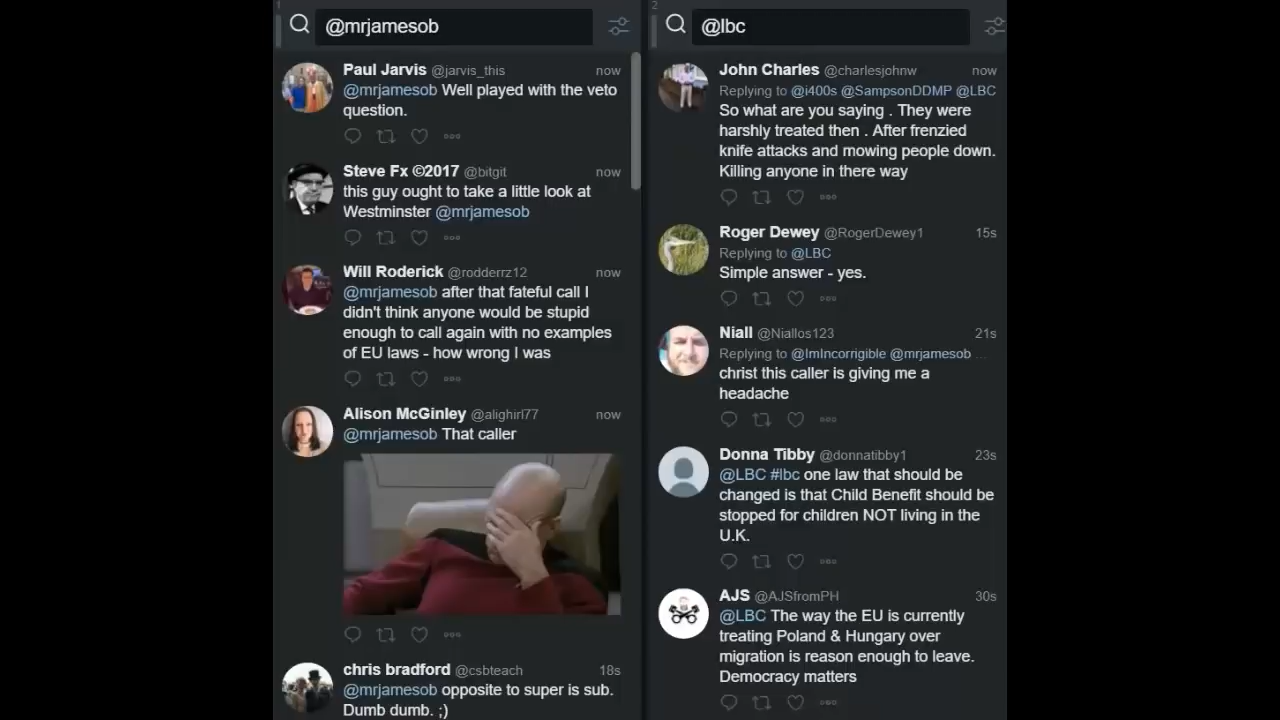 1
@mrjamesob
Paul Jarvis @jarvis_this now
@mrjamesob Well played with the veto
question.
Steve Fx ©2017 @bitgit now
this guy ought to take a little look at
Westminster @mrjamesob
Will Roderick @rodderrz12 now
@mrjamesob after that fateful call I
didn't think anyone would be stupid
enough to call again with no examples
of EU laws - how wrong I was
Alison McGinley @alighirl77 now
@mrjamesob That caller
chris bradford @csbteach 18s
@mrjamesob opposite to super is sub.
Dumb dumb. ;)
2
@lbc
John Charles @charlesjohnw now
Replying to @i400s @SampsonDDMP @LBC
So what are you saying . They were
harshly treated then . After frenzied
knife attacks and mowing people down.
Killing anyone in there way
Roger Dewey @RogerDewey1 15s
Replying to @LBC
Simple answer - yes.
Niall @Niallos123 21s
Replying to @ImIncorrigible @mrjamesob ...
christ this caller is giving me a
headache
Donna Tibby @donnatibby1 23s
@LBC #lbc one law that should be
changed is that Child Benefit should be
stopped for children NOT living in the
U.K.
AJS @AJSfromPH 30s
@LBC The way the EU is currently
treating Poland & Hungary over
migration is reason enough to leave.
Democracy matters